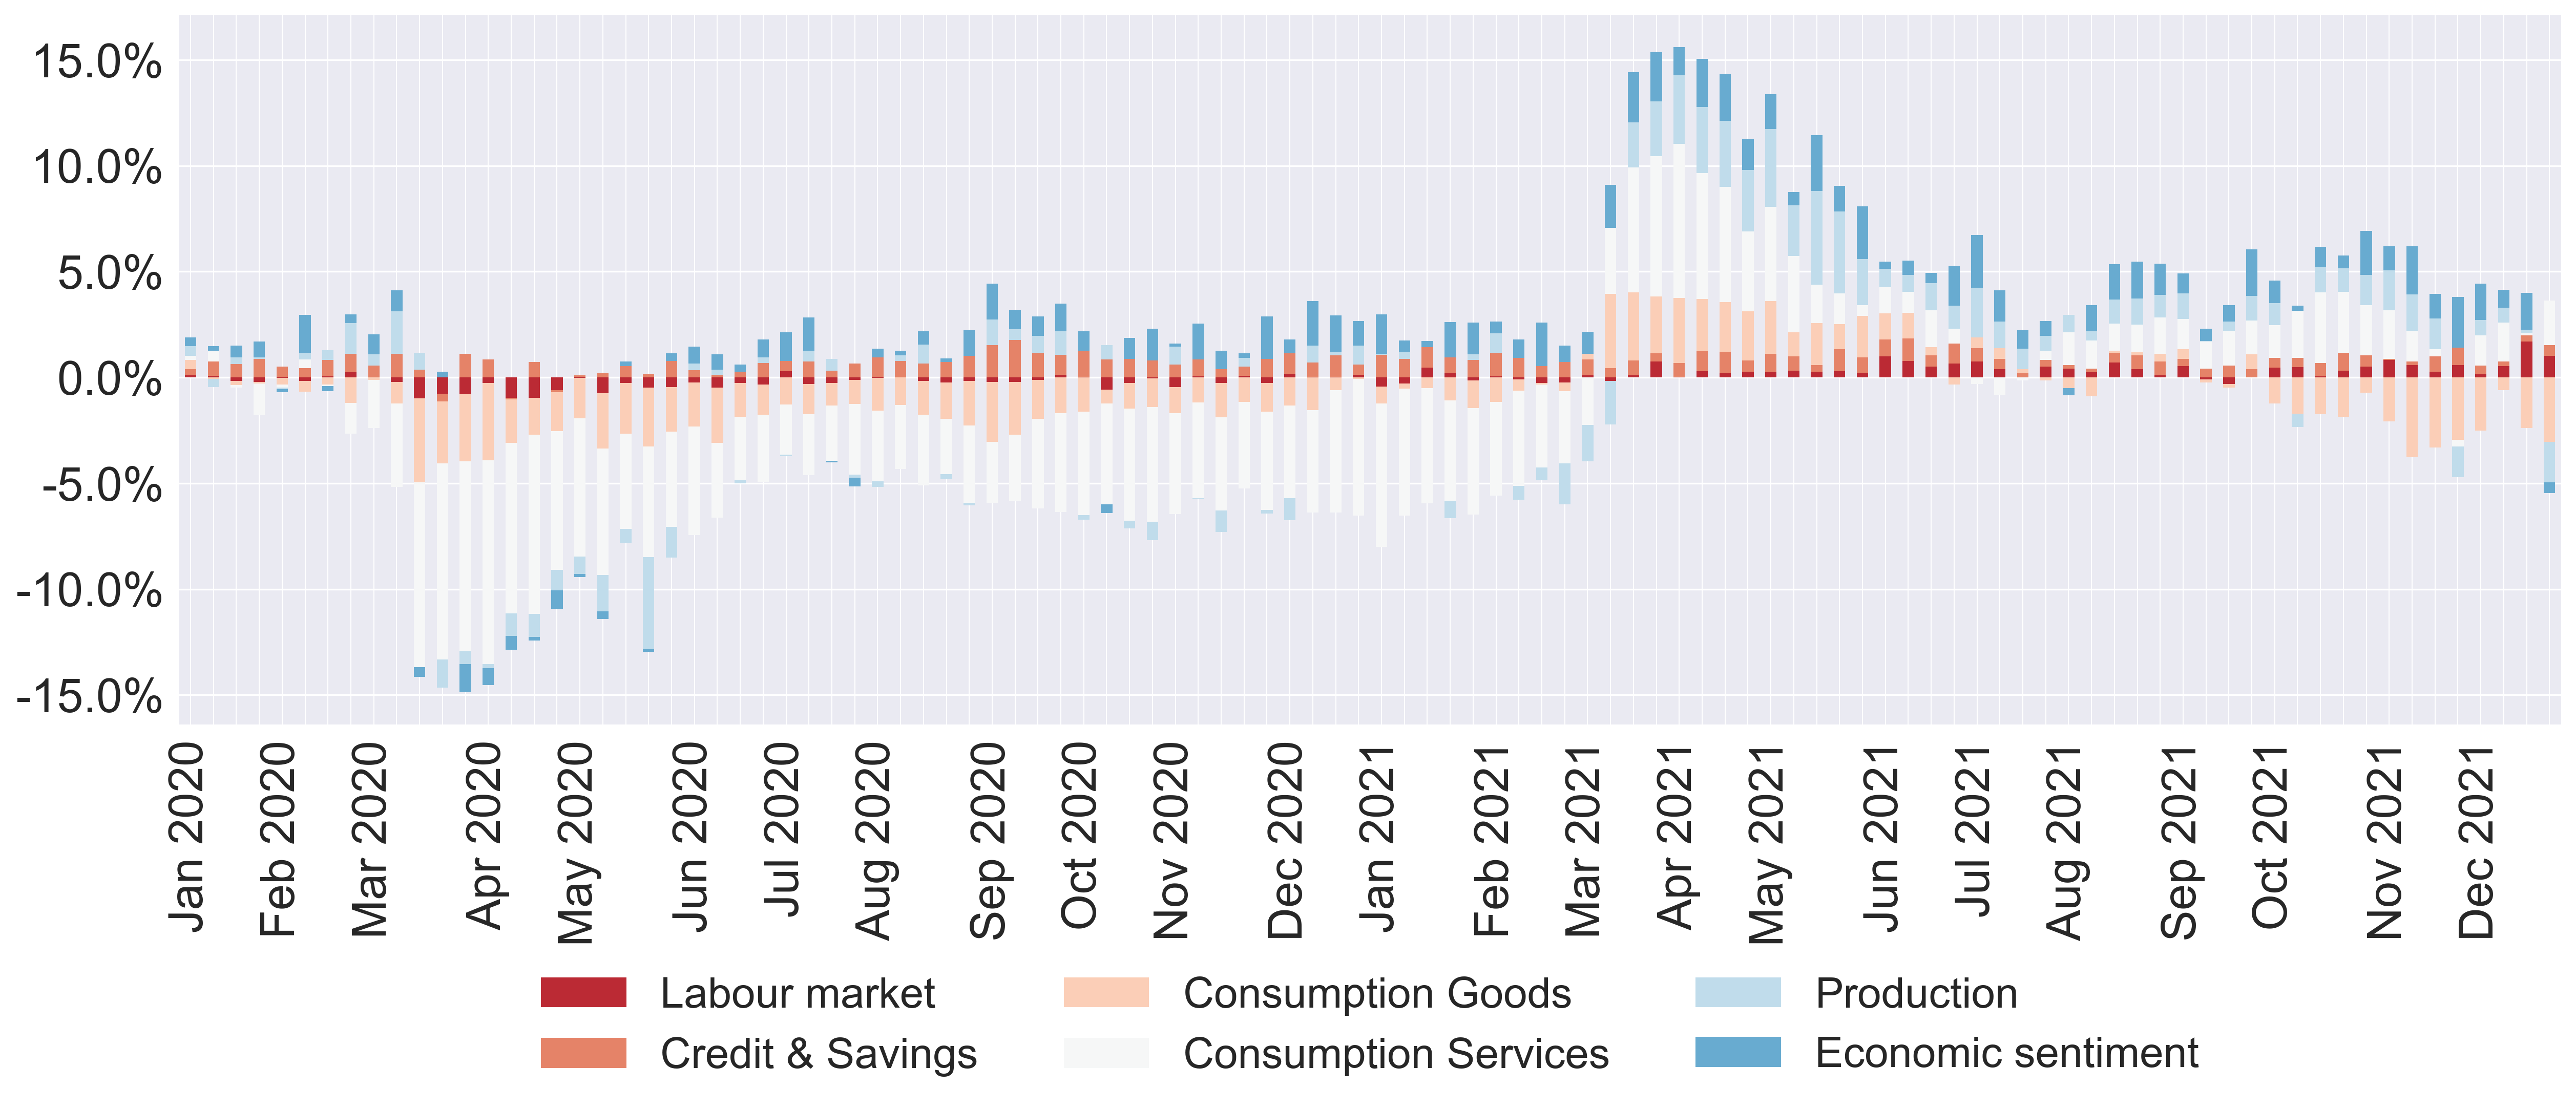 15.0%
10.0%
5.0%
0.0%
-5.0%
-10.0%
-15.0%
Jan 2020
Feb 2020
Mar 2020
Apr 2020
May 2020
Jun 2020
Jul 2020
Aug 2020
Sep 2020
Oct 2020
Nov 2020
Dec 2020
Jan 2021
Feb 2021
Mar 2021
Apr 2021
May 2021
Jun 2021
Jul 2021
Aug 2021
Sep 2021
Oct 2021
Nov 2021
Dec 2021
Labour market
Consumption Goods
Production
Credit & Savings
Consumption Services
Economic sentiment